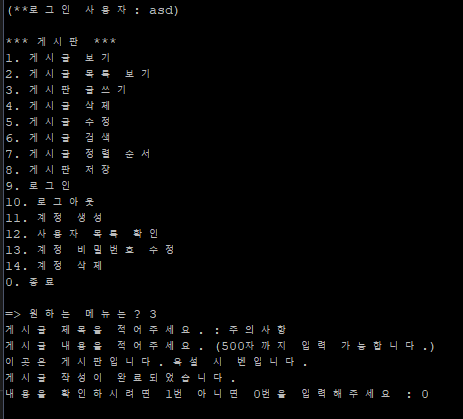 (**로그인 사용자 : asd)
*** 게시판 ***
1. 게시글 보기
2. 게시글 목록 보기
3. 게시판 글쓰기
4. 게시글 삭제
5. 게시글 수정
6. 게시글 검색
7. 게시글 정렬 순서
8. 게시판 저장
9. 로그인
10. 로그아웃
11. 계정 생성
12. 사용자 목록 확인
13. 계정 비밀번호 수정
14. 계정 삭제
0. 종료
=> 원하는 메뉴는? 3
게시글 제목을 적어주세요. : 주의사항
게시글 내용을 적어주세요. (500자까지 입력 가능합니다.)
이곳은 게시판입니다. 욕설 시 벤입니다.
게시글 작성이 완료되었습니다.
내용을 확인하시려면 1번 아니면 0번을 입력해주세요 : 0